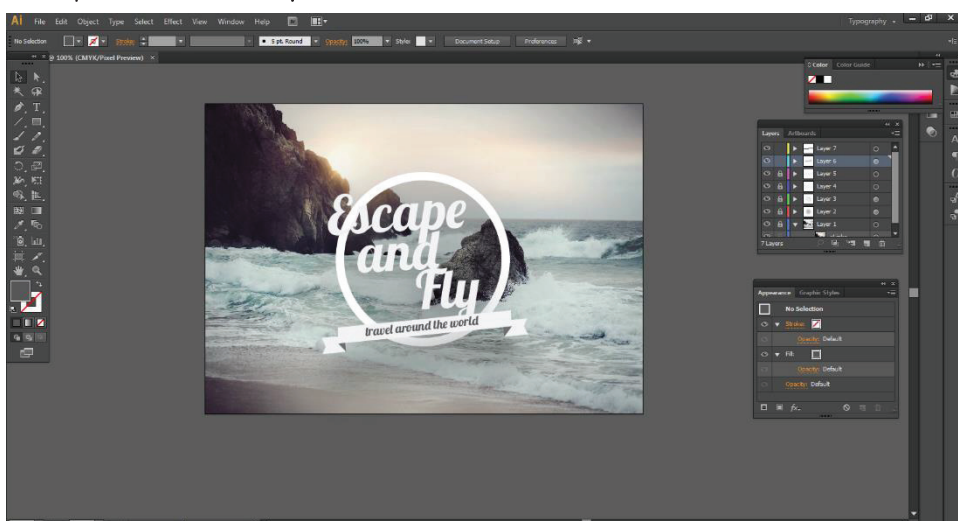 Ai File Edit Object Type Select Effect View Window Help Typography
No Selection Stroke: 5 pt. Round Opacity: 100% Style: Document Setup Preferences
@ 100% (CMYK/Pixel Preview) ×
Color Color Guide
Layers Artboards
Layer 7
Layer 6
Layer 5
Layer 4
Layer 3
Layer 2
Layer 1
7 Layers
Escape
and
Fly
travel around the world
Appearance Graphic Styles
No Selection
Stroke:
Opacity: Default
Fill:
Opacity: Default
Opacity: Default
fx